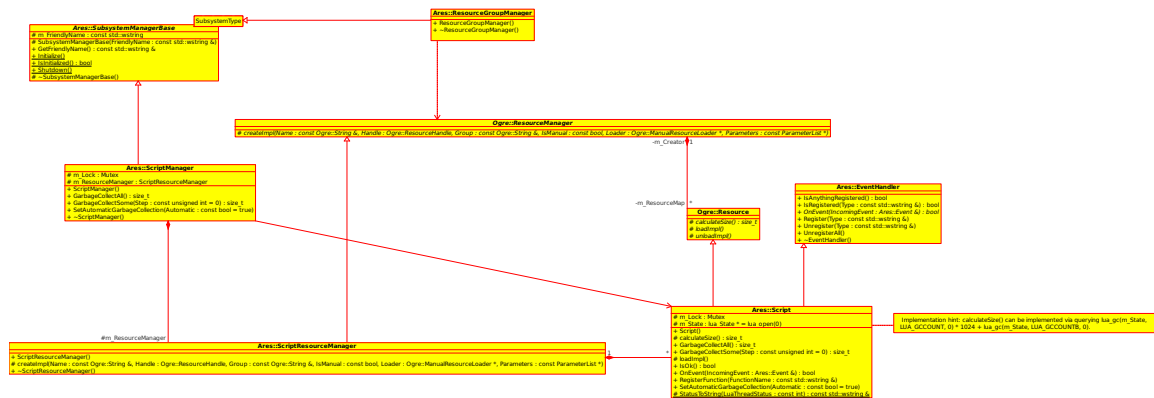 Ares::ResourceGroupManager
+ ResourceGroupManager()
+ ~ResourceGroupManager()
SubsystemType
Ares::SubsystemManagerBase
# m_FriendlyName : const std::wstring
# SubsystemManagerBase(FriendlyName : const std::wstring &)
+ GetFriendlyName() : const std::wstring &
+ Initialize()
+ IsInitialized() : bool
+ Shutdown()
# ~SubsystemManagerBase()
Ogre::ResourceManager
# createImpl(Name : const Ogre::String &, Handle : Ogre::ResourceHandle, Group : const Ogre::String &, IsManual : const bool, Loader : Ogre::ManualResourceLoader *, Parameters : const ParameterList *)
-m_Creator 1
Ares::ScriptManager
# m_Lock : Mutex
# m_ResourceManager : ScriptResourceManager
+ ScriptManager()
+ GarbageCollectAll() : size_t
+ GarbageCollectSome(Step : const unsigned int = 0) : size_t
+ SetAutomaticGarbageCollection(Automatic : const bool = true)
+ ~ScriptManager()
Ares::EventHandler
+ IsAnythingRegistered() : bool
+ IsRegistered(Type : const std::wstring &) : bool
+ OnEvent(IncomingEvent : Ares::Event &) : bool
+ Register(Type : const std::wstring &)
+ Unregister(Type : const std::wstring &)
+ UnregisterAll()
+ ~EventHandler()
-m_ResourceMap *
Ogre::Resource
# calculateSize() : size_t
# loadImpl()
# unloadImpl()
Ares::Script
# m_Lock : Mutex
# m_State : lua_State * = lua_open(0)
+ Script()
# calculateSize() : size_t
+ GarbageCollectAll() : size_t
+ GarbageCollectSome(Step : const unsigned int = 0) : size_t
# loadImpl()
+ IsOk() : bool
+ OnEvent(IncomingEvent : Ares::Event &) : bool
+ RegisterFunction(FunctionName : const std::wstring &)
+ SetAutomaticGarbageCollection(Automatic : const bool = true)
# StatusToString(LuaThreadStatus : const int) : const std::wstring &
Implementation hint: calculateSize() can be implemented via querying lua_gc(m_State,
LUA_GCCOUNT, 0) * 1024 + lua_gc(m_State, LUA_GCCOUNTB, 0).
#m_ResourceManager
Ares::ScriptResourceManager
+ ScriptResourceManager()
# createImpl(Name : const Ogre::String &, Handle : Ogre::ResourceHandle, Group : const Ogre::String &, IsManual : const bool, Loader : Ogre::ManualResourceLoader *, Parameters : const ParameterList *)
+ ~ScriptResourceManager()
1 *